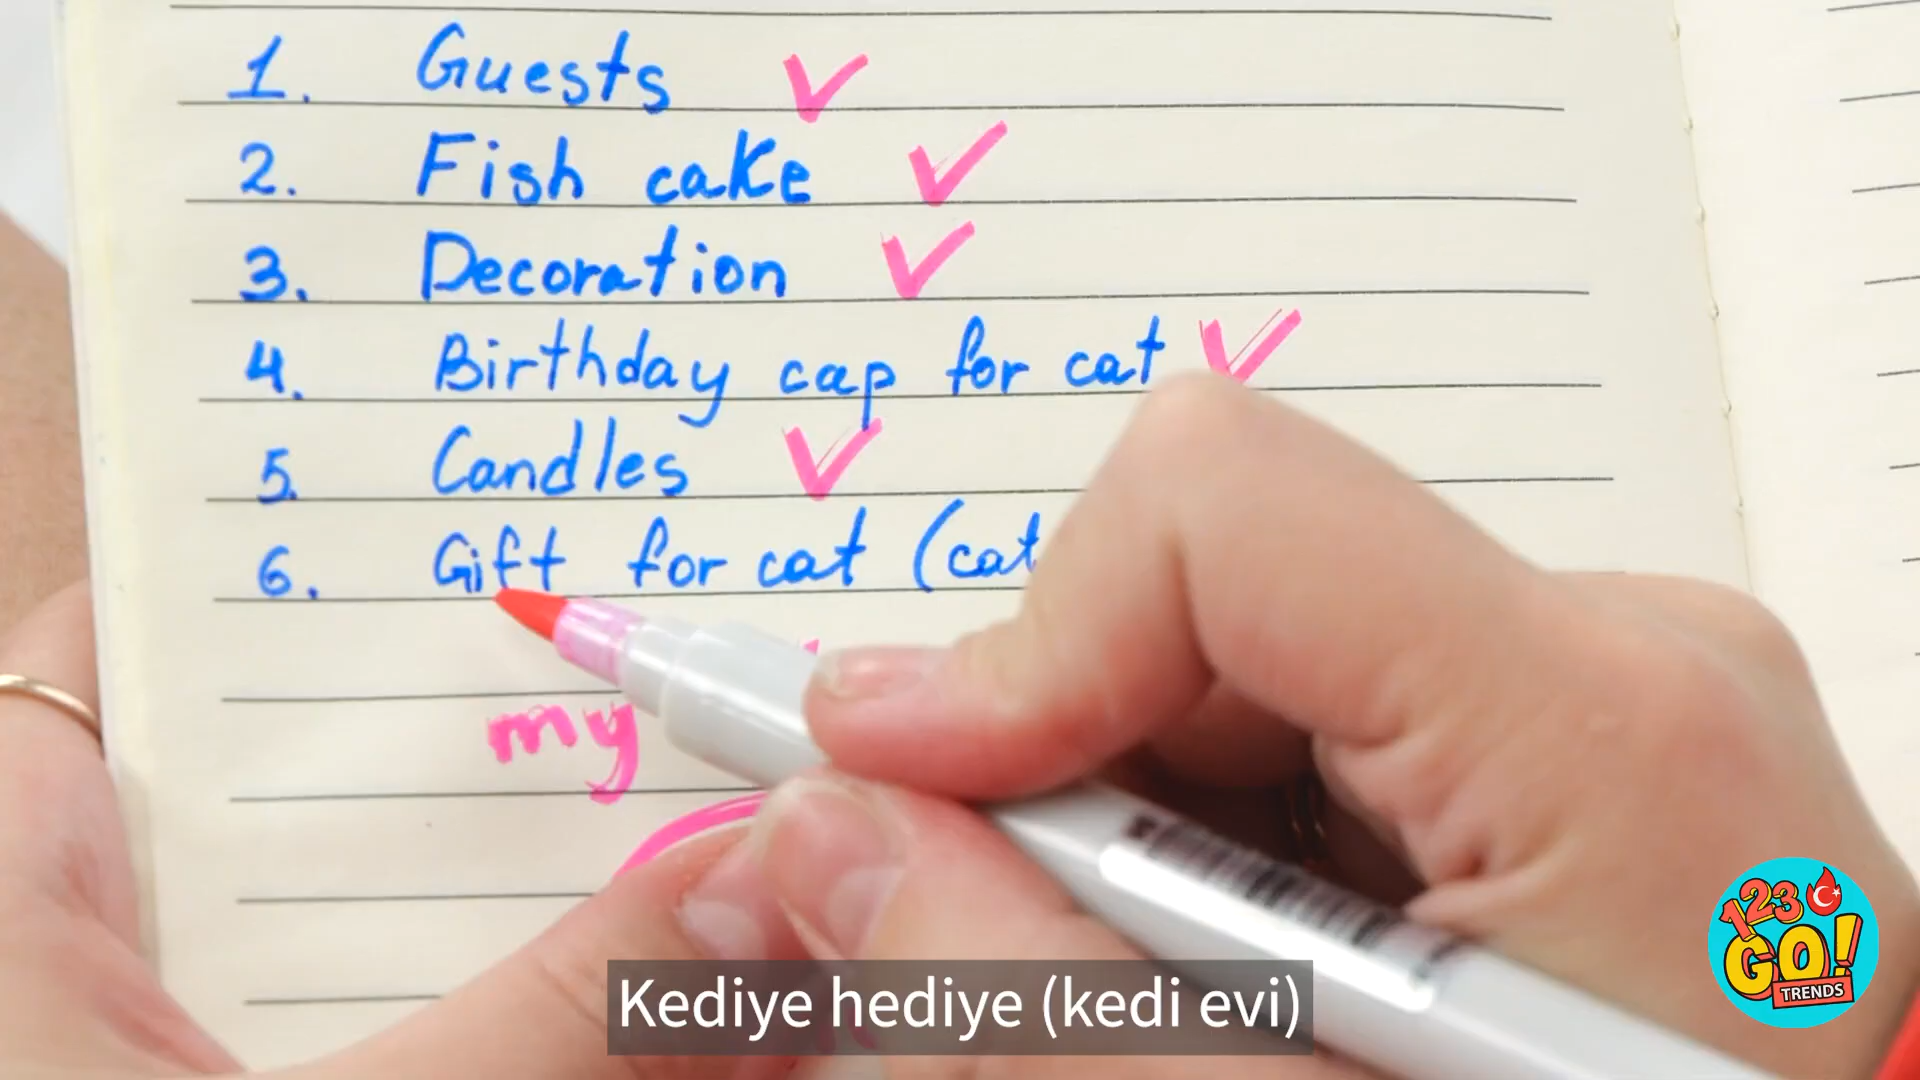 1. Guests
2. Fish cake
3. Decoration
4. Birthday cap for cat
5. Candles
6. Gift for cat (cat
my
Kediye hediye (kedi evi)
123
GO!
TRENDS